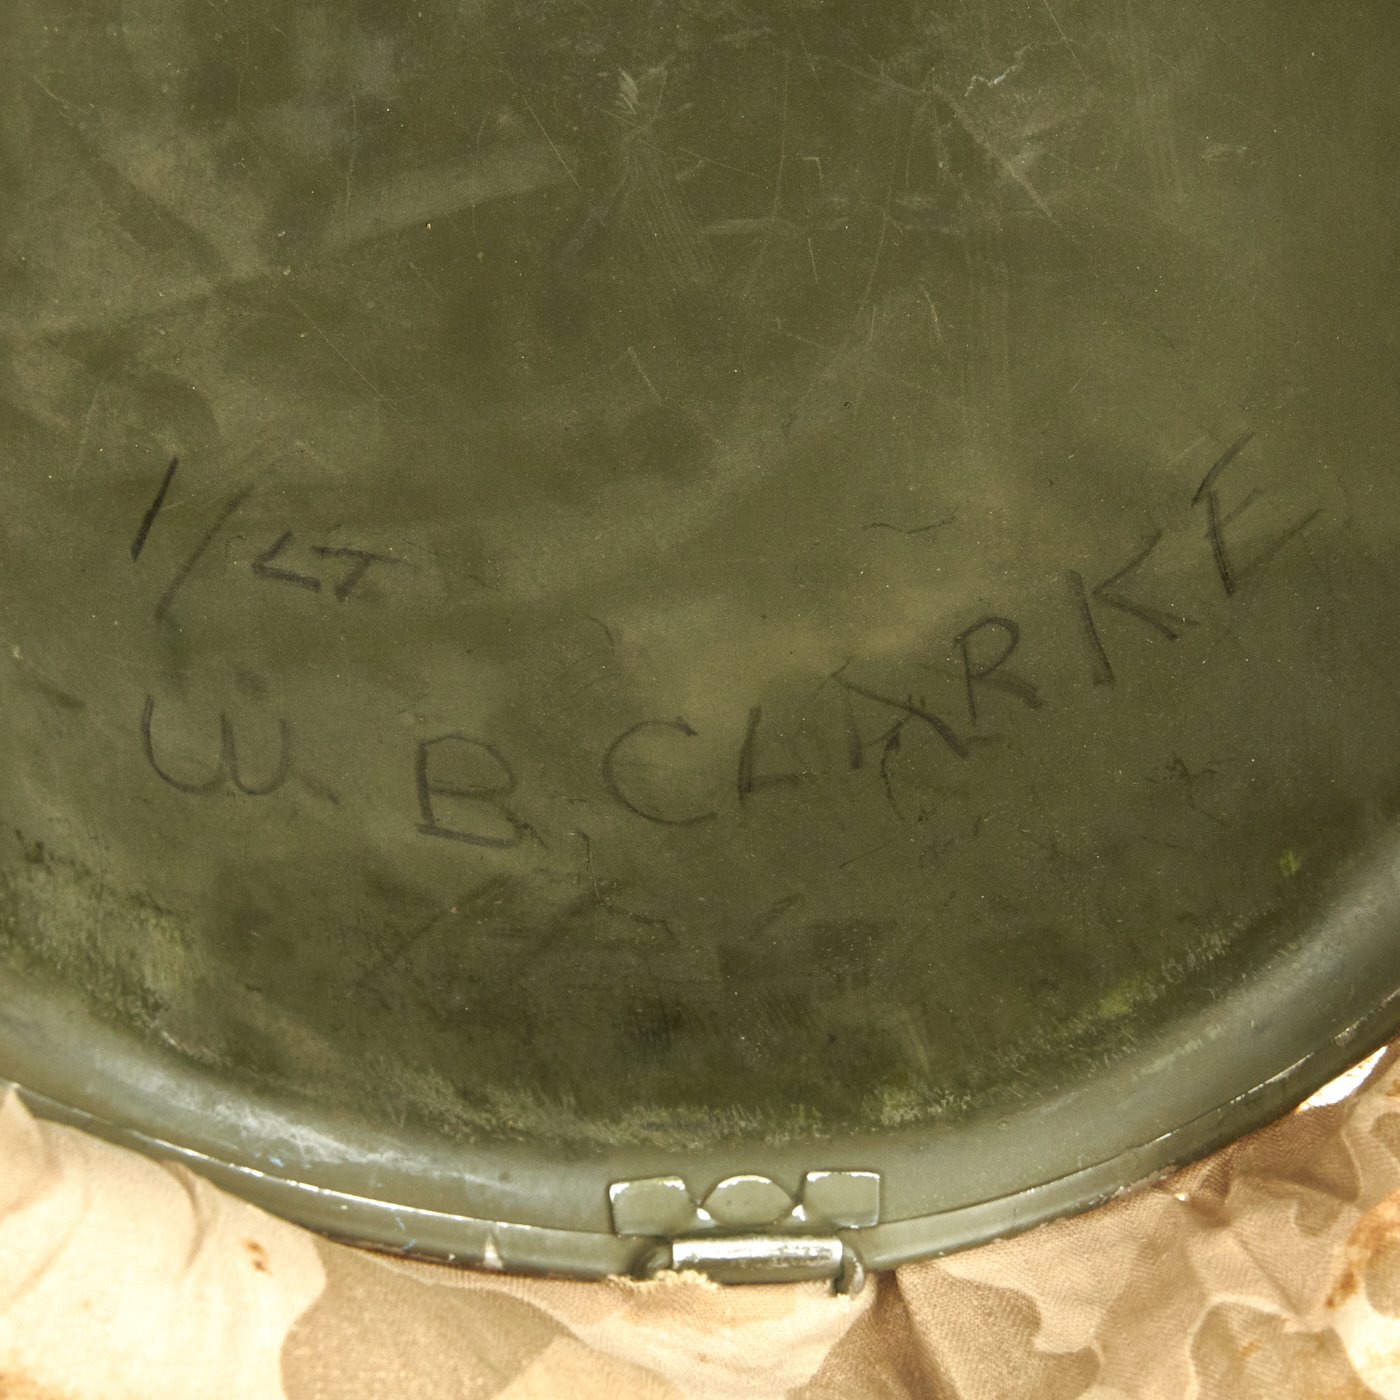 1/LT
W. B. CLARKE